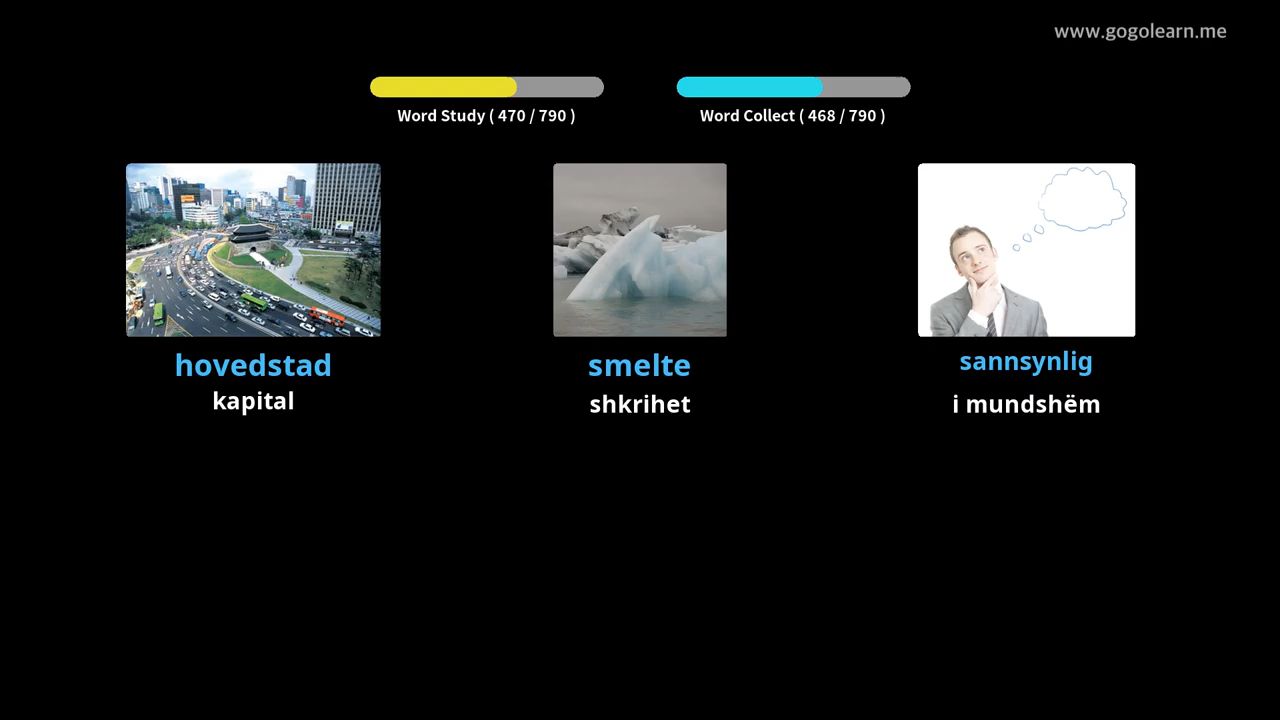 www.gogolearn.me
Word Study ( 470 / 790 )
Word Collect ( 468 / 790 )
hovedstad
kapital
smelte
shkrihet
sannsynlig
i mundshëm